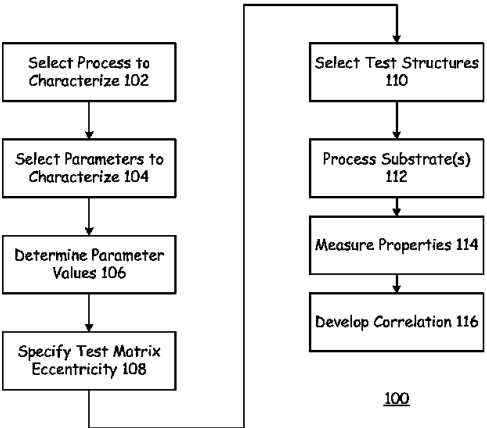 Select Process to
Characterize 102
Select Parameters to
Characterize 104
Determine Parameter
Values 106
Specify Test Matrix
Eccentricity 108
Select Test Structures
110
Process Substrate(s)
112
Measure Properties 114
Develop Correlation 116
100